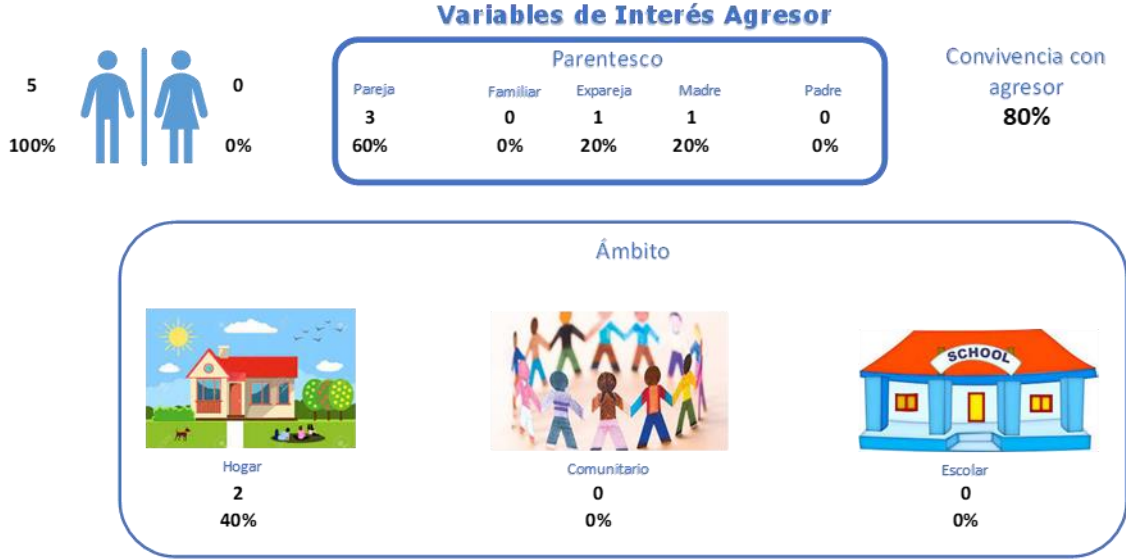 Variables de Interés Agresor
5
100%
0
0%
Parentesco
Pareja Familiar Expareja Madre Padre
3 0 1 1 0
60% 0% 20% 20% 0%
Convivencia con
agresor
80%
Ámbito
SCHOOL
Hogar Comunitario Escolar
2 0 0
40% 0% 0%